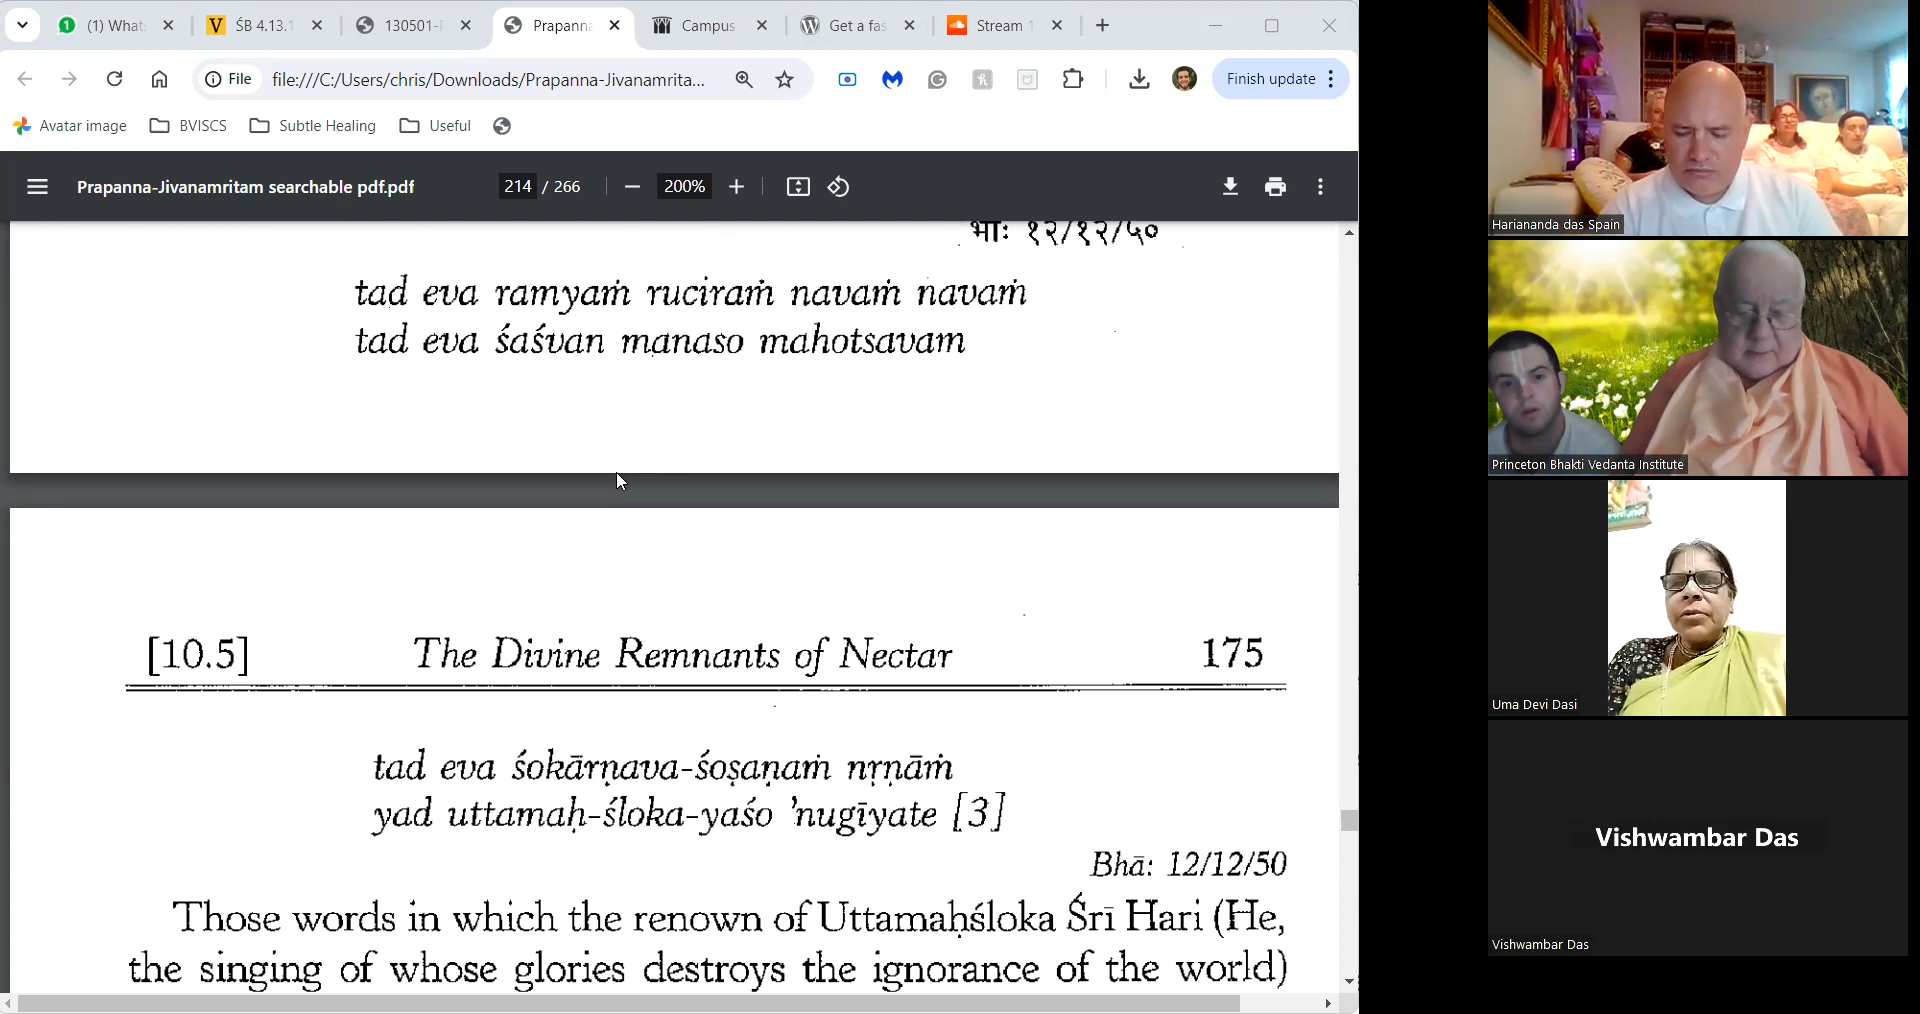 (1) Whats
ŚB 4.13.1
130501-
Prapanna
Campus
Get a fas
Stream 1
File
file:///C:/Users/chris/Downloads/Prapanna-Jivanamrita...
Finish update
Avatar image
BVISCS
Subtle Healing
Useful
Prapanna-Jivanamritam searchable pdf.pdf
214 / 266
200%
भाः १२/१२/५०
tad eva ramyaṁ ruciraṁ navaṁ navaṁ
tad eva śaśvan manaso mahotsavam
[10.5] The Divine Remnants of Nectar 175
tad eva śokārṇava-śoṣaṇaṁ nṛṇāṁ
yad uttamaḥ-śloka-yaśo 'nugīyate [3]
Bhā: 12/12/50
Those words in which the renown of Uttamaḥśloka Śrī Hari (He,
the singing of whose glories destroys the ignorance of the world)
Hariananda das Spain
Princeton Bhakti Vedanta Institute
Uma Devi Dasi
Vishwambar Das
Vishwambar Das